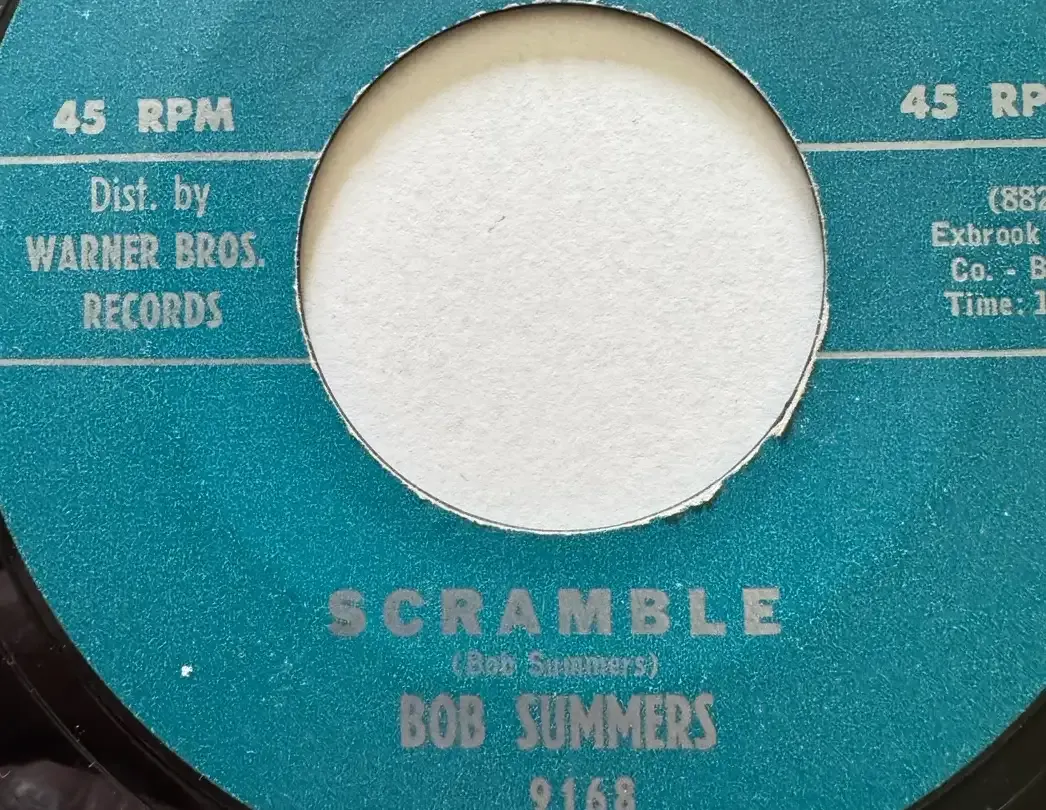 45 RPM
45 RP
Dist. by
WARNER BROS.
RECORDS
(882
Exbrook
Co. - B
Time: 1
SCRAMBLE
(Bob Summers)
BOB SUMMERS
9168